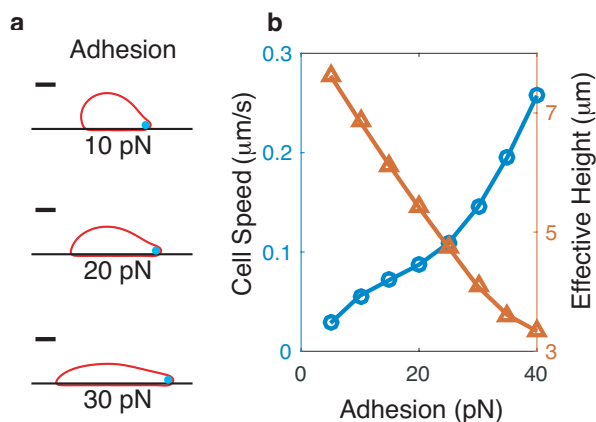 a
Adhesion
10 pN
20 pN
30 pN
b
0.3
0.2
0.1
0
Cell Speed (μm/s)
7
5
3
Effective Height (μm)
0
20
40
Adhesion (pN)